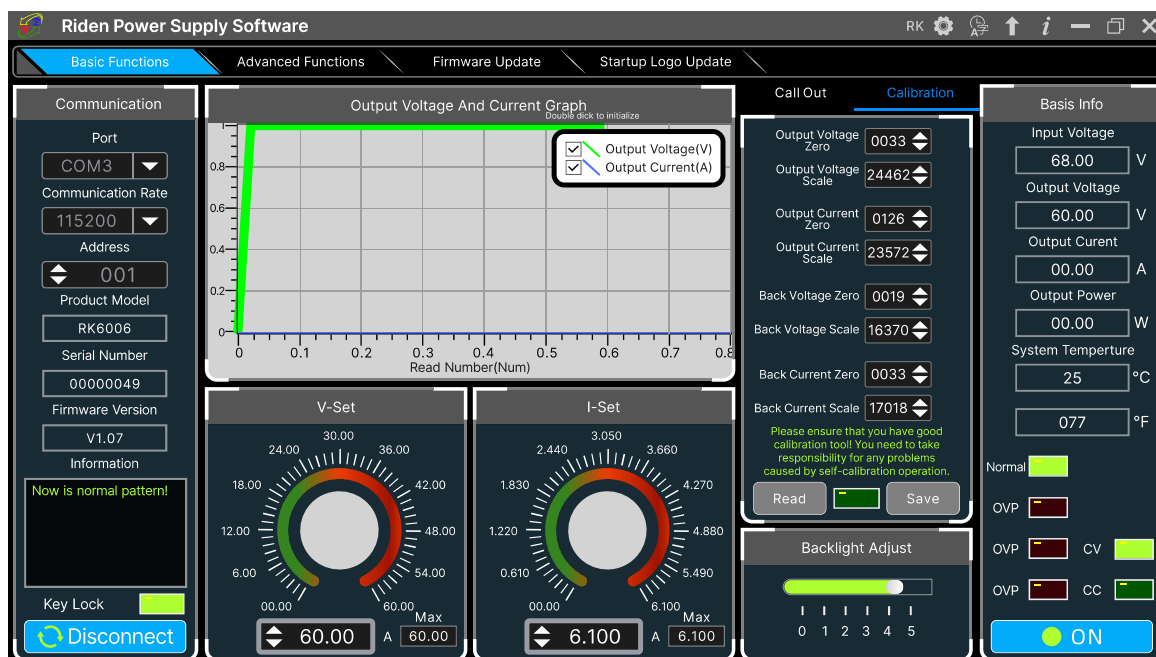 Riden Power Supply Software
RK
Basic Functions
Advanced Functions
Firmware Update
Startup Logo Update
Communication
Port
COM3
Communication Rate
115200
Address
001
Product Model
RK6006
Serial Number
00000049
Firmware Version
V1.07
Information
Now is normal pattern!
Key Lock
Disconnect
Output Voltage And Current Graph
Double dick to initialize
Output Voltage(V)
Output Current(A)
1
0.8
0.6
0.4
0.2
0
0 0.1 0.2 0.3 0.4 0.5 0.6 0.7 0.8
Read Number(Num)
V-Set
30.00
24.00 36.00
18.00 42.00
12.00 48.00
6.00 54.00
00.00 60.00
Max
60.00 A 60.00
I-Set
3.050
2.440 3.660
1.830 4.270
1.220 4.880
0.610 5.490
00.00 6.100
Max
6.100 A 6.100
Call Out
Calibration
Output Voltage
Zero
0033
Output Voltage
Scale
24462
Output Current
Zero
0126
Output Current
Scale
23572
Back Voltage Zero 0019
Back Voltage Scale 16370
Back Current Zero 0033
Back Current Scale 17018
Please ensure that you have good
calibration tool! You need to take
responsibility for any problems
caused by self-calibration operation.
Read
Save
Backlight Adjust
0 1 2 3 4 5
Basis Info
Input Voltage
68.00 V
Output Voltage
60.00 V
Output Curent
00.00 A
Output Power
00.00 W
System Temperture
25 °C
077 °F
Normal
OVP
OVP CV
OVP CC
ON